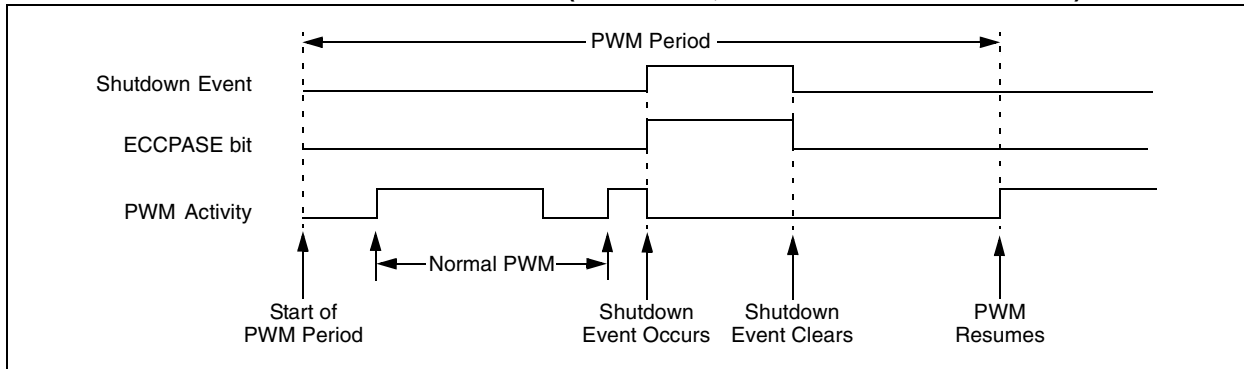 PWM Period
Shutdown Event
ECCPASE bit
PWM Activity
Normal PWM
Start of
PWM Period
Shutdown
Event Occurs
Shutdown
Event Clears
PWM
Resumes